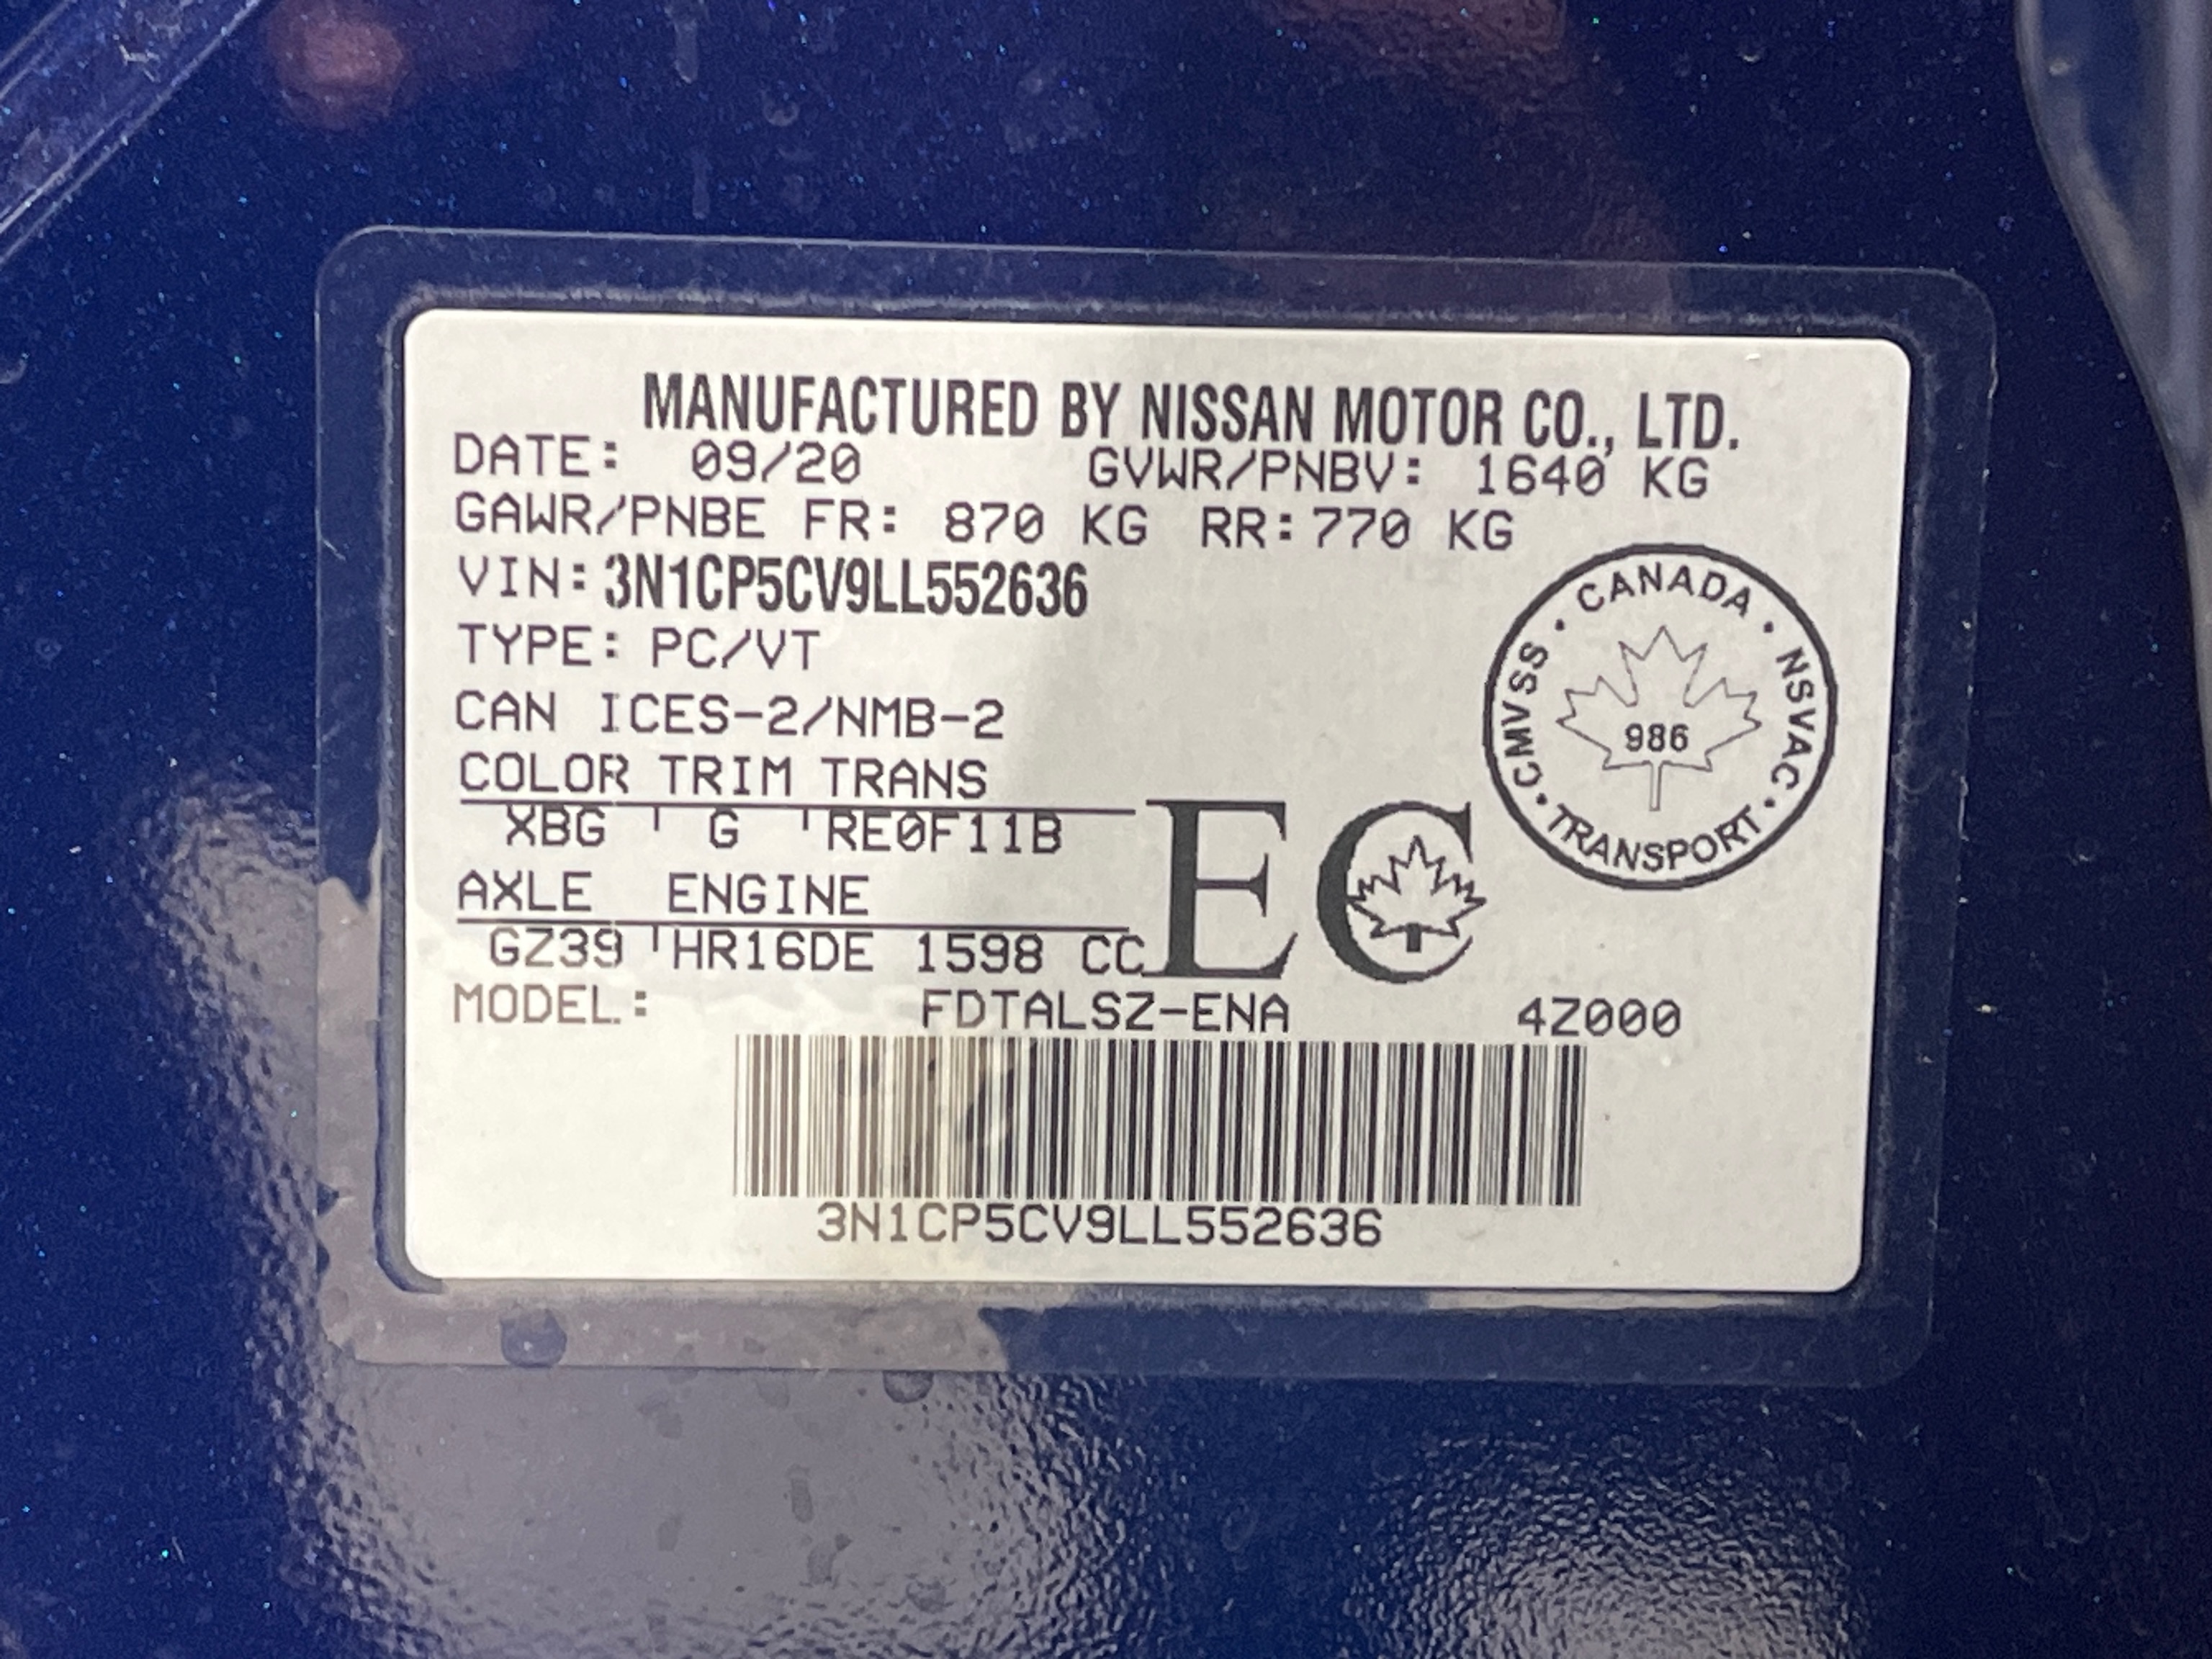 MANUFACTURED BY NISSAN MOTOR CO., LTD.
DATE: 09/20 GVWR/PNBV: 1640 KG
GAWR/PNBE FR: 870 KG RR:770 KG
VIN:3N1CP5CV9LL552636
TYPE: PC/VT
CAN ICES-2/NMB-2
COLOR TRIM TRANS
XBG G RE0F11B
AXLE ENGINE
GZ39 HR16DE 1598 CC
EC
CANADA · NSVAC · TRANSPORT · CMVSS ·
986
MODEL: FDTALSZ-ENA 4Z000
3N1CP5CV9LL552636